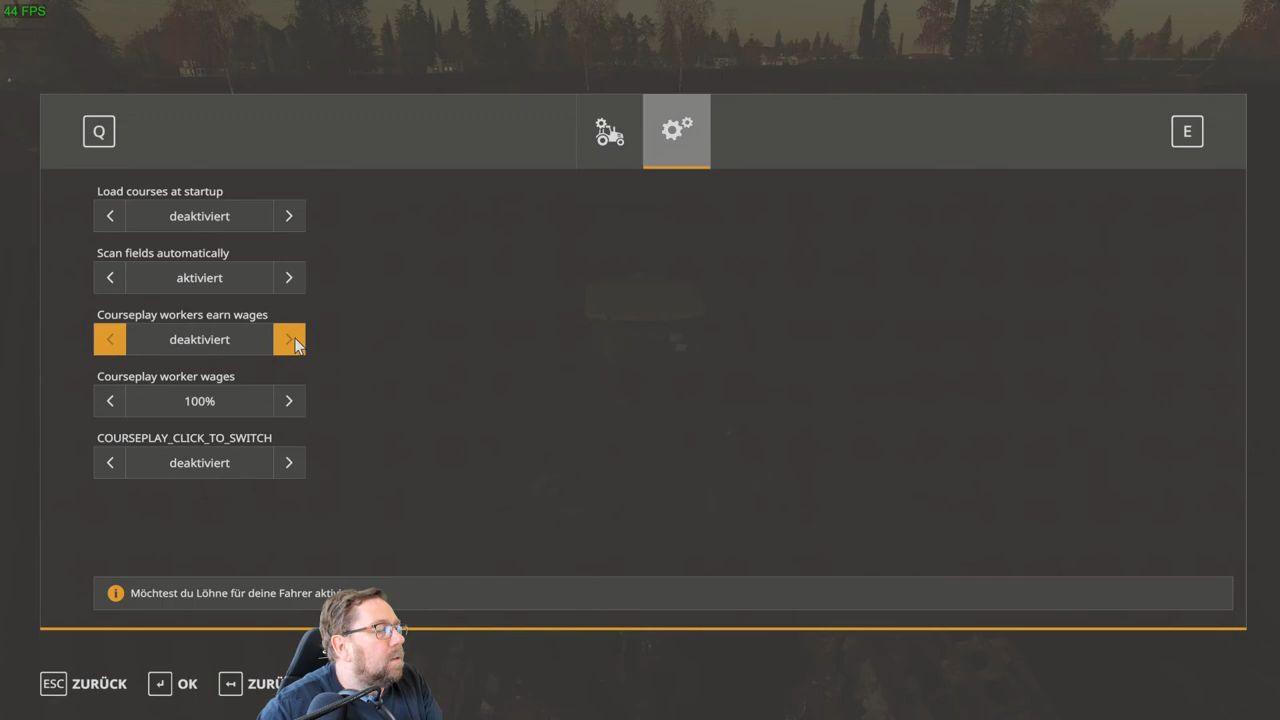 44 FPS
Q
E
Load courses at startup
deaktiviert
Scan fields automatically
aktiviert
Courseplay workers earn wages
deaktiviert
Courseplay worker wages
100%
COURSEPLAY_CLICK_TO_SWITCH
deaktiviert
Möchtest du Löhne für deine Fahrer
ESC ZURÜCK OK